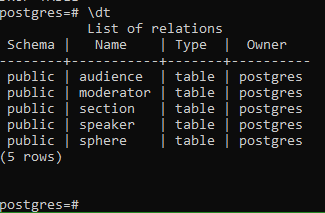 postgres=# \dt
List of relations
Schema | Name | Type | Owner
--------+-----------+-------+----------
public | audience | table | postgres
public | moderator | table | postgres
public | section | table | postgres
public | speaker | table | postgres
public | sphere | table | postgres
(5 rows)
postgres=#